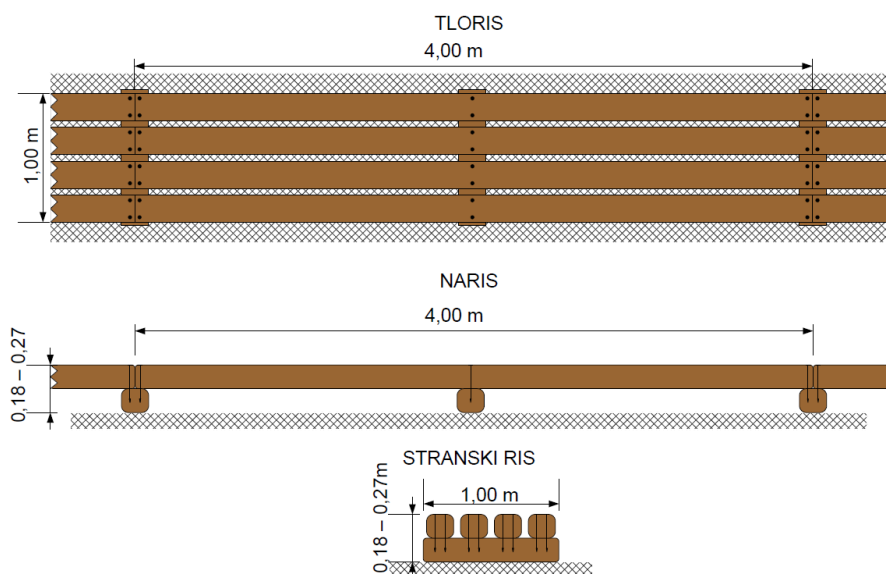 TLORIS
4,00 m
1,00 m
NARIS
4,00 m
0,18 – 0,27
STRANSKI RIS
1,00 m
0,18 – 0,27m